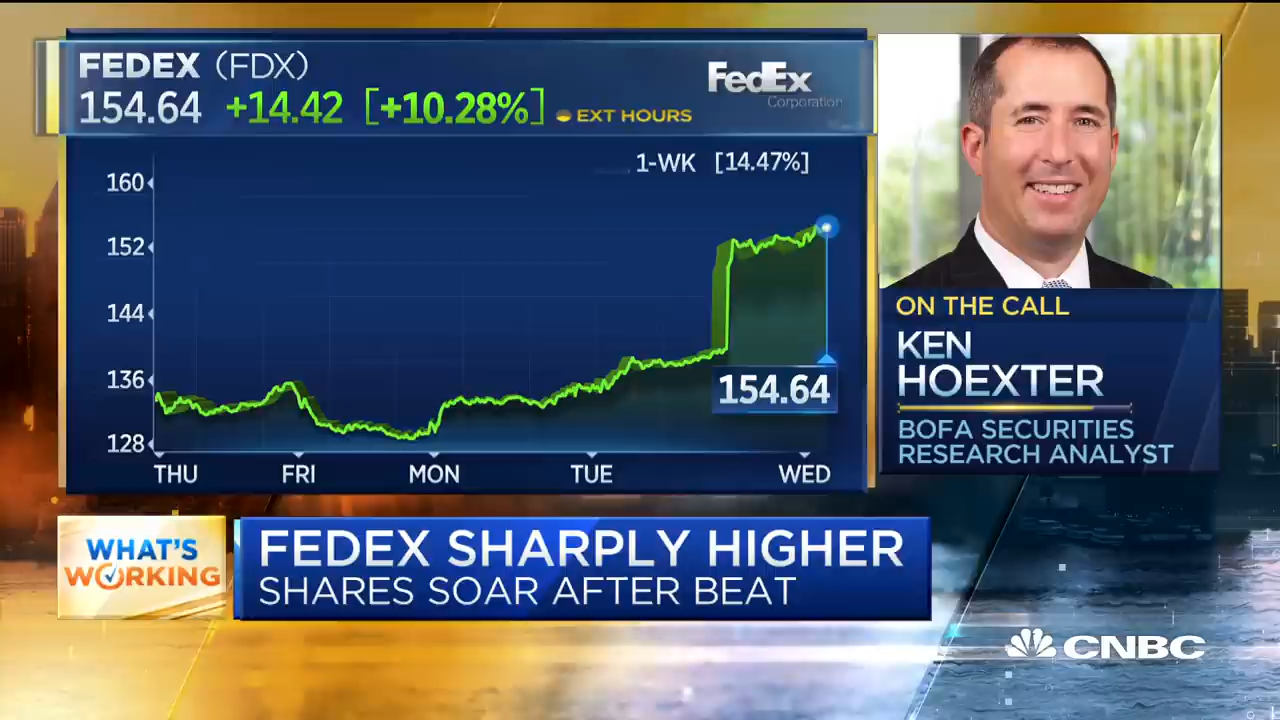 FEDEX (FDX)
154.64 +14.42 [+10.28%] EXT HOURS
FedEx
Corporation
1-WK [14.47%]
160
152
144
136
128
154.64
THU FRI MON TUE WED
ON THE CALL
KEN
HOEXTER
BOFA SECURITIES
RESEARCH ANALYST
WHAT'S
WORKING
FEDEX SHARPLY HIGHER
SHARES SOAR AFTER BEAT
CNBC